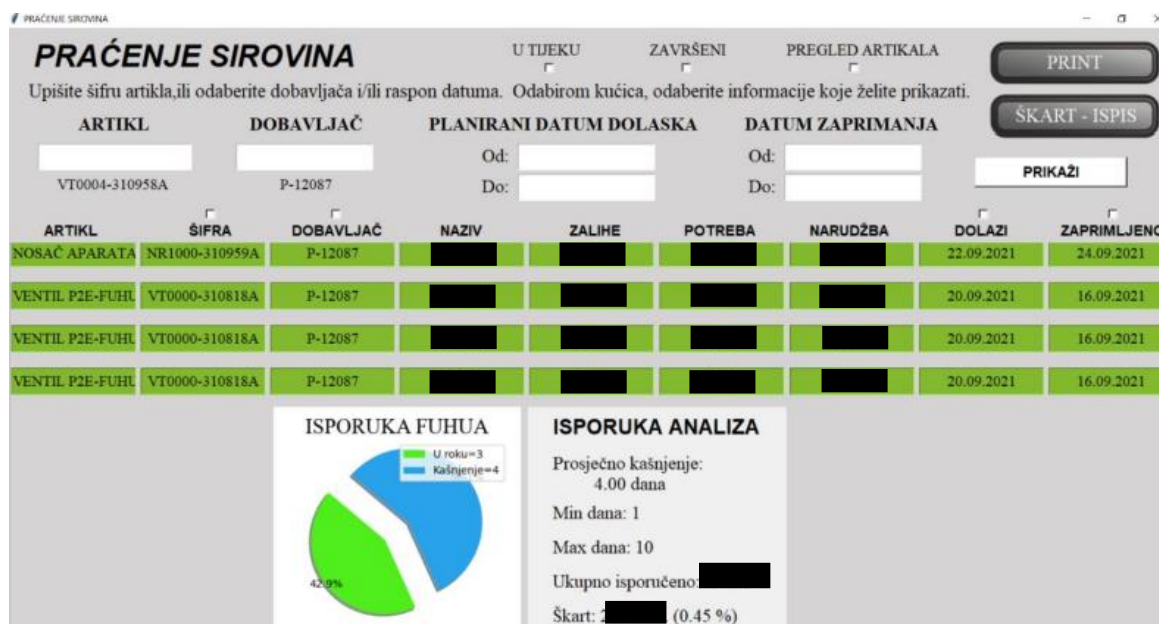 PRAĆENJE SIROVINA
PRAĆENJE SIROVINA
U TIJEKU ZAVRŠENI PREGLED ARTIKALA
PRINT
Upišite šifru artikla,ili odaberite dobavljača i/ili raspon datuma. Odabirom kućica, odaberite informacije koje želite prikazati.
ŠKART - ISPIS
ARTIKL DOBAVLJAČ PLANIRANI DATUM DOLASKA DATUM ZAPRIMANJA
Od: Od:
PRIKAŽI
VT0004-310958A P-12087 Do: Do:
ARTIKL ŠIFRA DOBAVLJAČ NAZIV ZALIHE POTREBA NARUDŽBA DOLAZI ZAPRIMLJENO
NOSAČ APARATA NR1000-310959A P-12087 22.09.2021 24.09.2021
VENTIL P2E-FUHU VT0000-310818A P-12087 20.09.2021 16.09.2021
VENTIL P2E-FUHU VT0000-310818A P-12087 20.09.2021 16.09.2021
VENTIL P2E-FUHU VT0000-310818A P-12087 20.09.2021 16.09.2021
ISPORUKA FUHUA
U roku=3
Kašnjenje=4
42.9%
ISPORUKA ANALIZA
Prosječno kašnjenje:
4.00 dana
Min dana: 1
Max dana: 10
Ukupno isporučeno:
Škart: (0.45 %)